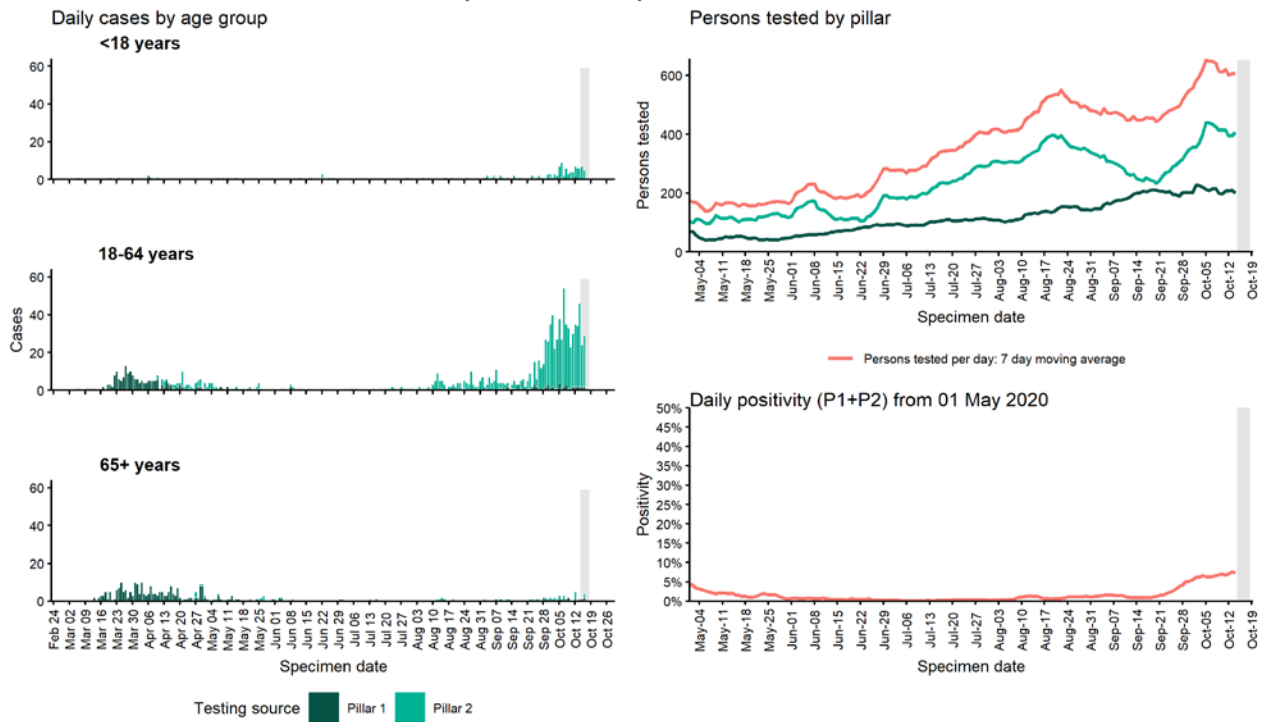 Daily cases by age group
<18 years
60
40
20
0
18-64 years
60
40
20
0
Cases
65+ years
60
40
20
0
Feb 24
Mar 02
Mar 09
Mar 16
Mar 23
Mar 30
Apr 06
Apr 13
Apr 20
Apr 27
May 04
May 11
May 18
May 25
Jun 01
Jun 08
Jun 15
Jun 22
Jun 29
Jul 06
Jul 13
Jul 20
Jul 27
Aug 03
Aug 10
Aug 17
Aug 24
Aug 31
Sep 07
Sep 14
Sep 21
Sep 28
Oct 05
Oct 12
Oct 19
Oct 26
Specimen date
Testing source Pillar 1 Pillar 2
Persons tested by pillar
Persons tested
600
400
200
0
May-04
May-11
May-18
May-25
Jun-01
Jun-08
Jun-15
Jun-22
Jun-29
Jul-06
Jul-13
Jul-20
Jul-27
Aug-03
Aug-10
Aug-17
Aug-24
Aug-31
Sep-07
Sep-14
Sep-21
Sep-28
Oct-05
Oct-12
Oct-19
Specimen date
Persons tested per day: 7 day moving average
Daily positivity (P1+P2) from 01 May 2020
Positivity
50%
45%
40%
35%
30%
25%
20%
15%
10%
5%
0%
May-04
May-11
May-18
May-25
Jun-01
Jun-08
Jun-15
Jun-22
Jun-29
Jul-06
Jul-13
Jul-20
Jul-27
Aug-03
Aug-10
Aug-17
Aug-24
Aug-31
Sep-07
Sep-14
Sep-21
Sep-28
Oct-05
Oct-12
Oct-19
Specimen date